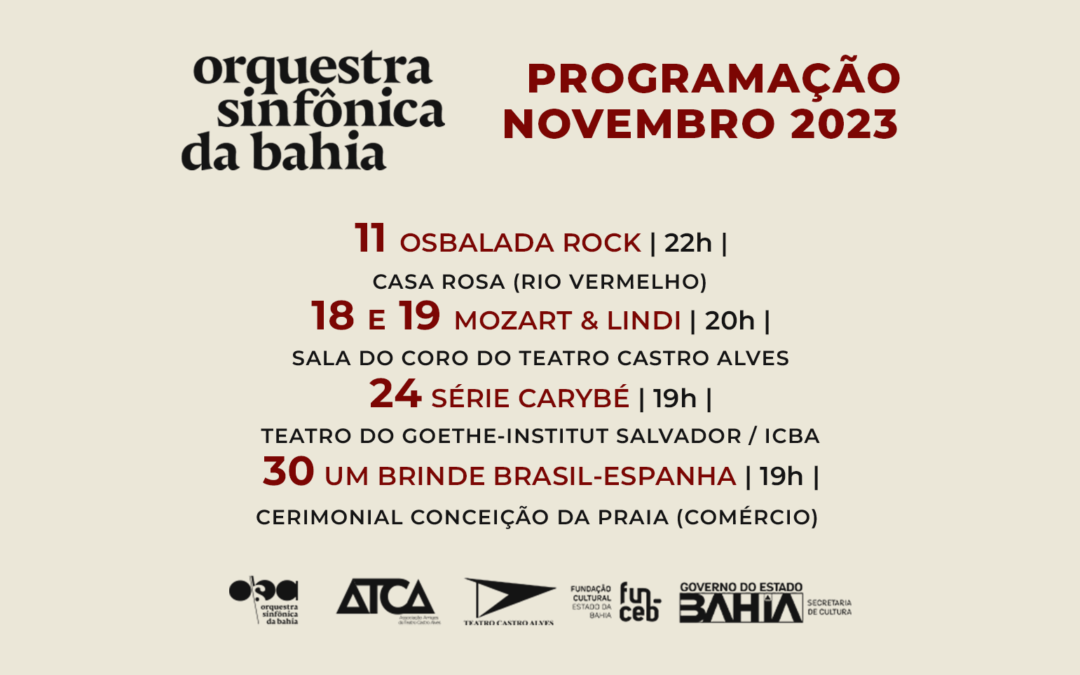 orquestra
sinfônica
da bahia
PROGRAMAÇÃO
NOVEMBRO 2023
11 OSBALADA ROCK | 22h |
CASA ROSA (RIO VERMELHO)
18 E 19 MOZART & LINDI | 20h |
SALA DO CORO DO TEATRO CASTRO ALVES
24 SÉRIE CARYBÉ | 19h |
TEATRO DO GOETHE-INSTITUT SALVADOR / ICBA
30 UM BRINDE BRASIL-ESPANHA | 19h |
CERIMONIAL CONCEIÇÃO DA PRAIA (COMÉRCIO)
orquestra
sinfônica
da bahia
ATCA
TEATRO CASTRO ALVES
FUNDAÇÃO
CULTURAL
ESTADO DA
BAHIA
fun-
ceb
GOVERNO DO ESTADO
BAHIA
SECRETARIA
DE CULTURA